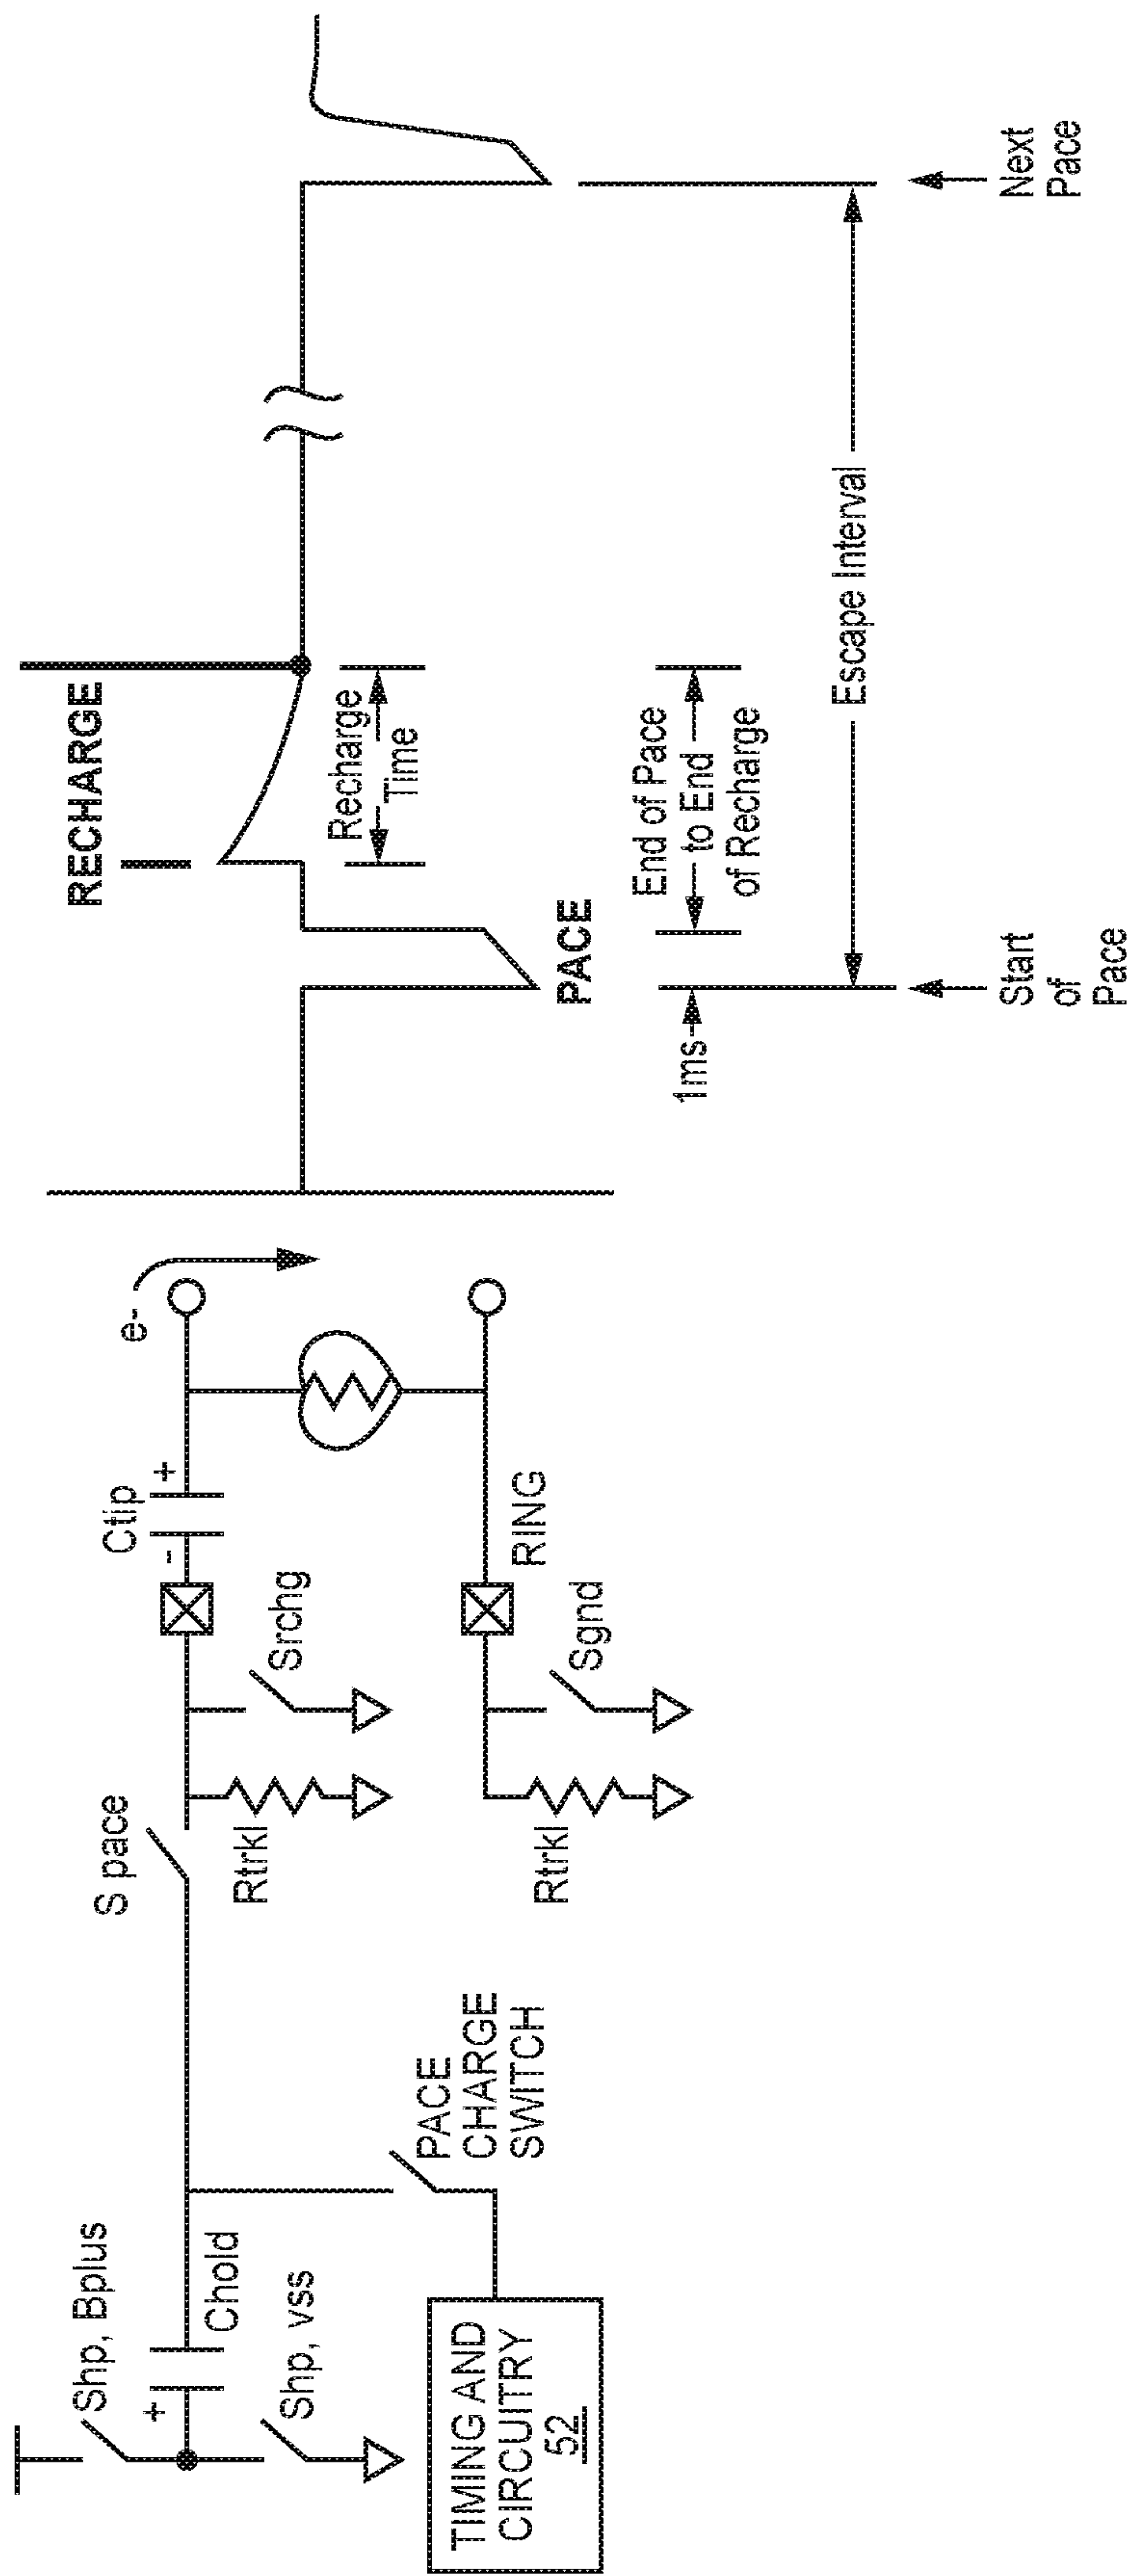 Shp, Bplus
+
Chold
Shp, vss
TIMING AND
CIRCUITRY
52
PACE
CHARGE
SWITCH
S pace
Rtrkl
Srchg
Rtrkl
Sgnd
- Ctip +
RING
e-
RECHARGE
Recharge
Time
PACE
1ms
End of Pace
to End
of Recharge
Escape Interval
Start
of
Pace
Next
Pace